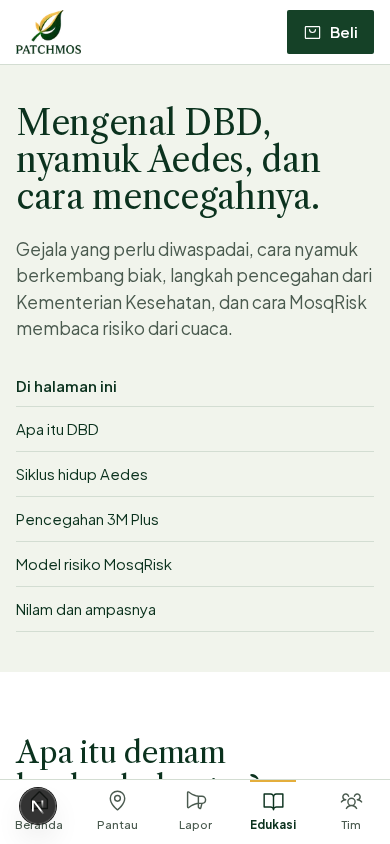 PATCHMOS
Beli
Mengenal DBD,
nyamuk Aedes, dan
cara mencegahnya.
Gejala yang perlu diwaspadai, cara nyamuk
berkembang biak, langkah pencegahan dari
Kementerian Kesehatan, dan cara MosqRisk
membaca risiko dari cuaca.
Di halaman ini
Apa itu DBD
Siklus hidup Aedes
Pencegahan 3M Plus
Model risiko MosqRisk
Nilam dan ampasnya
Apa itu demam
N
Beranda
Pantau
Lapor
Edukasi
Tim